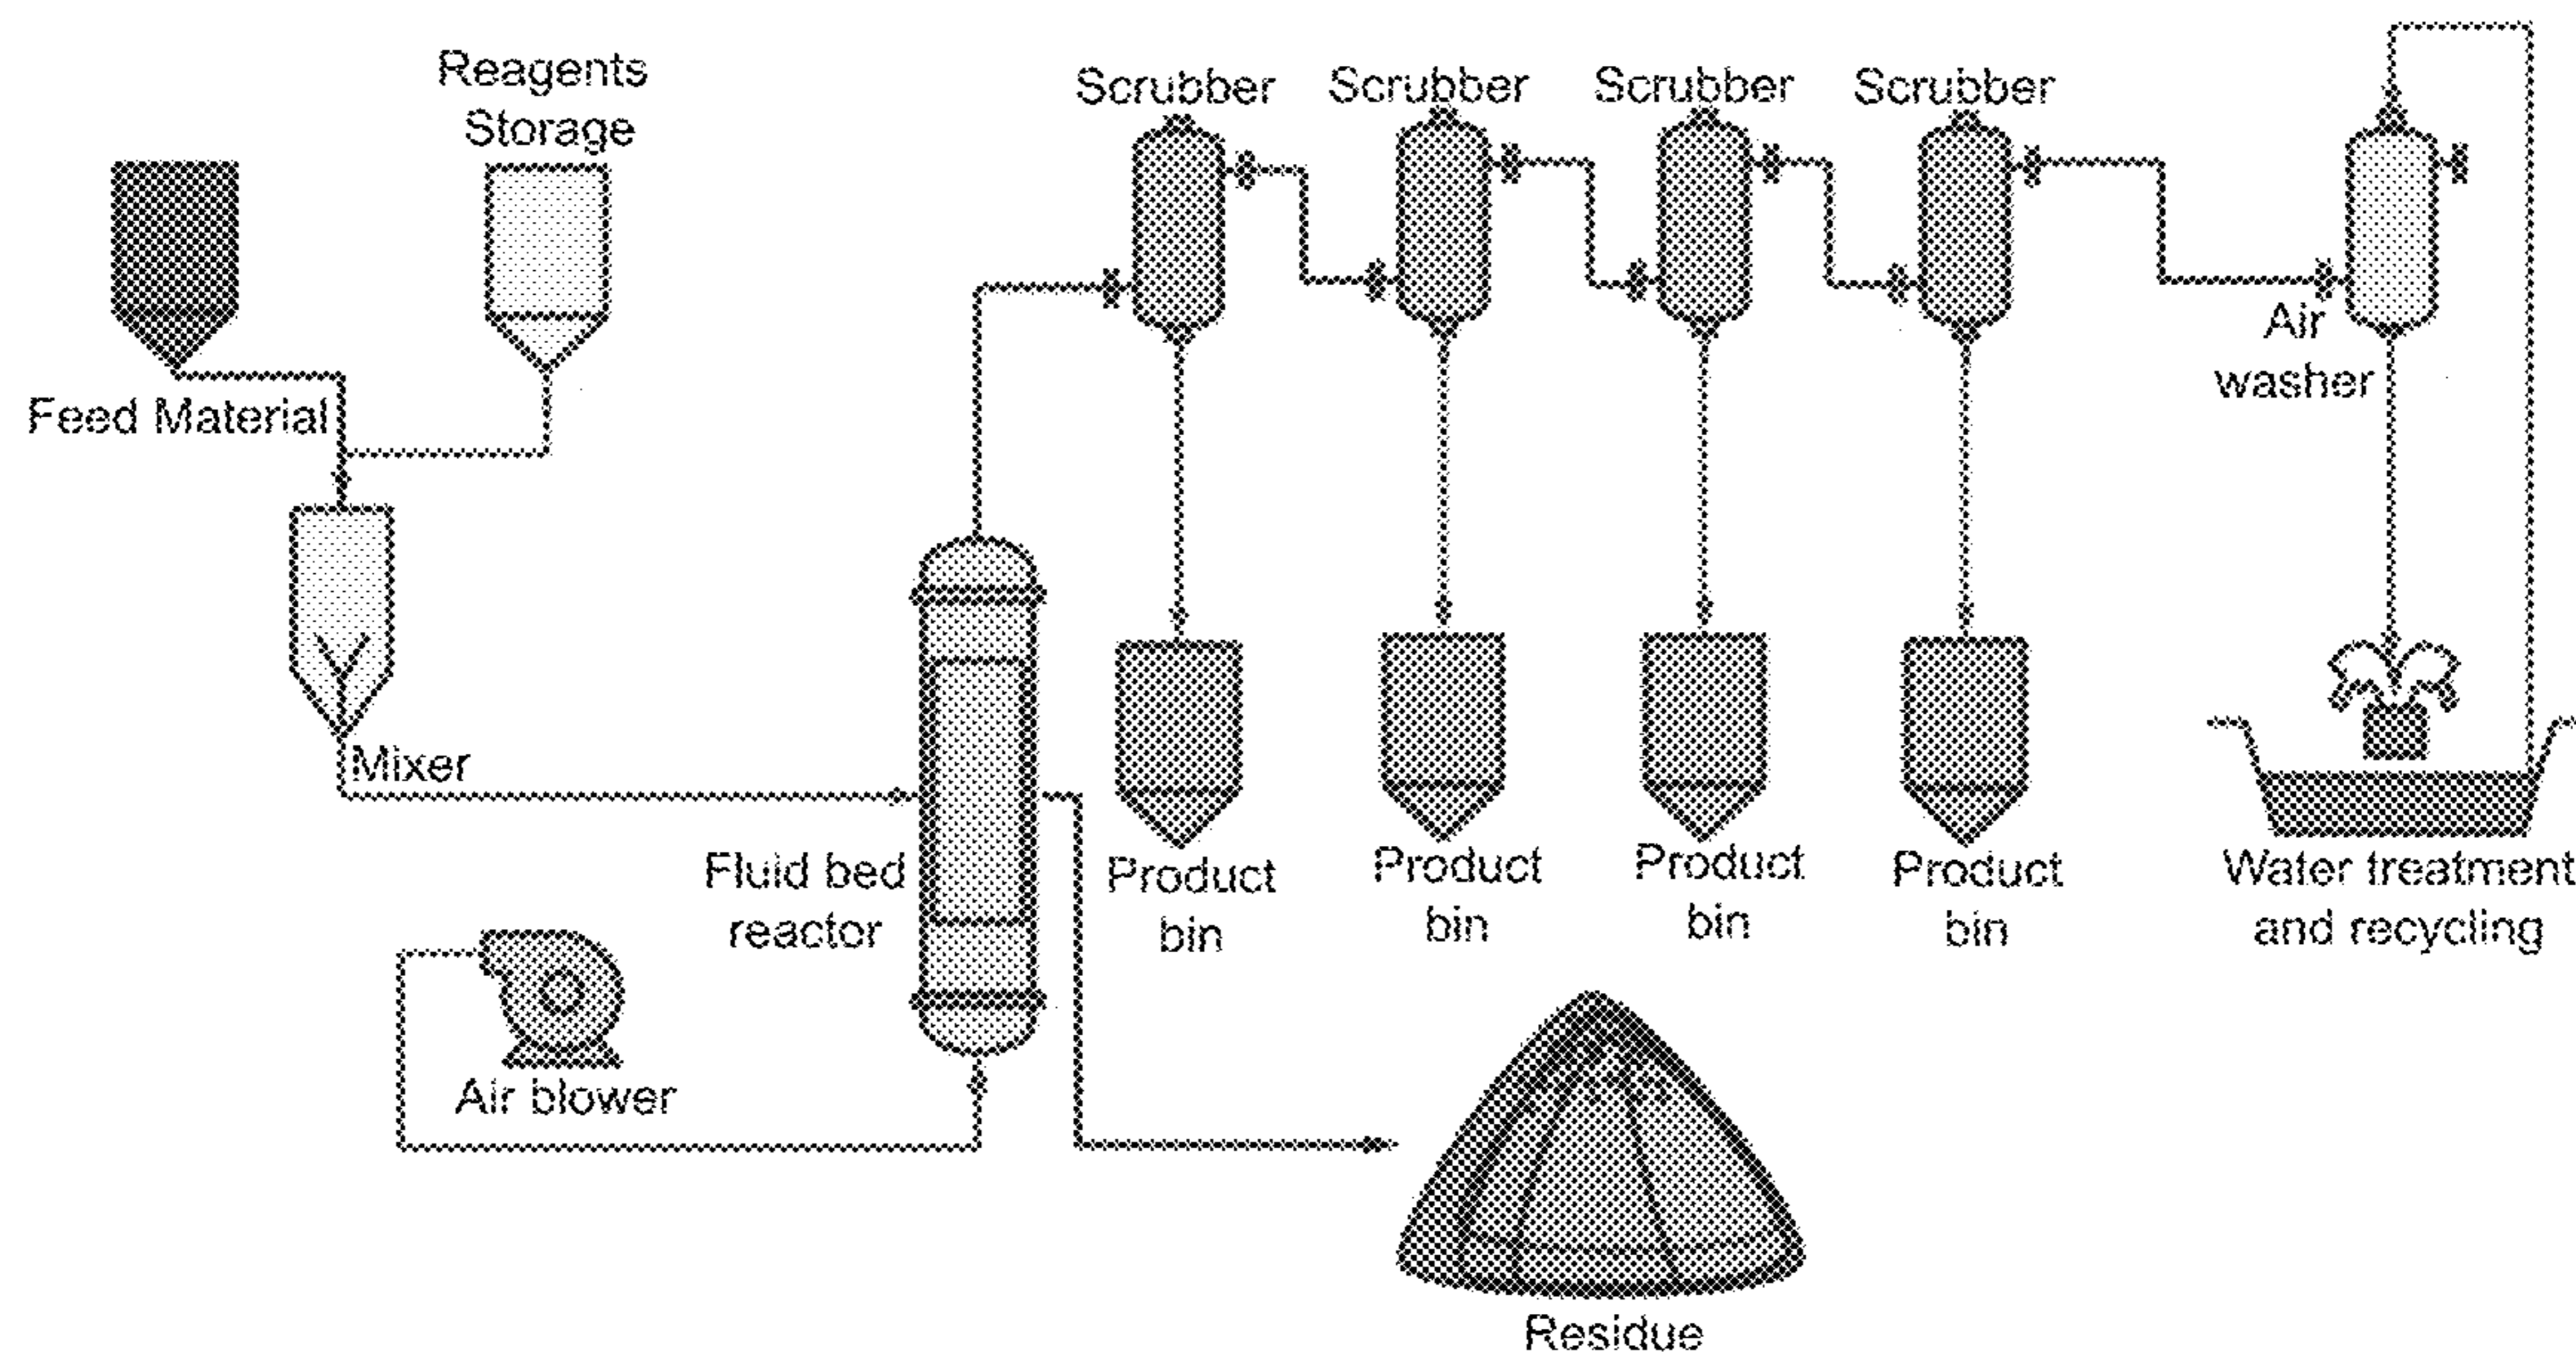 Reagents
Storage
Scrubber
Scrubber
Scrubber
Scrubber
Feed Material
Air
washer
Mixer
Fluid bed
reactor
Product
bin
Product
bin
Product
bin
Product
bin
Water treatment
and recycling
Air blower
Residue